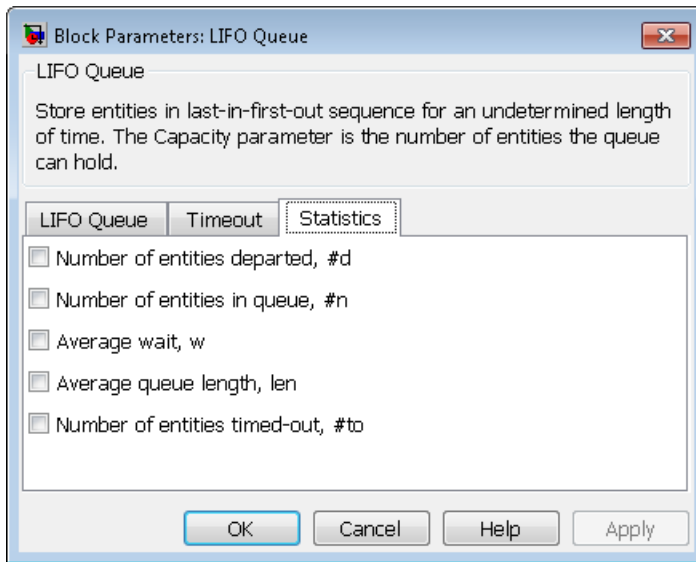 Block Parameters: LIFO Queue
LIFO Queue
Store entities in last-in-first-out sequence for an undetermined length
of time. The Capacity parameter is the number of entities the queue
can hold.
LIFO Queue Timeout Statistics
Number of entities departed, #d
Number of entities in queue, #n
Average wait, w
Average queue length, len
Number of entities timed-out, #to
OK Cancel Help Apply